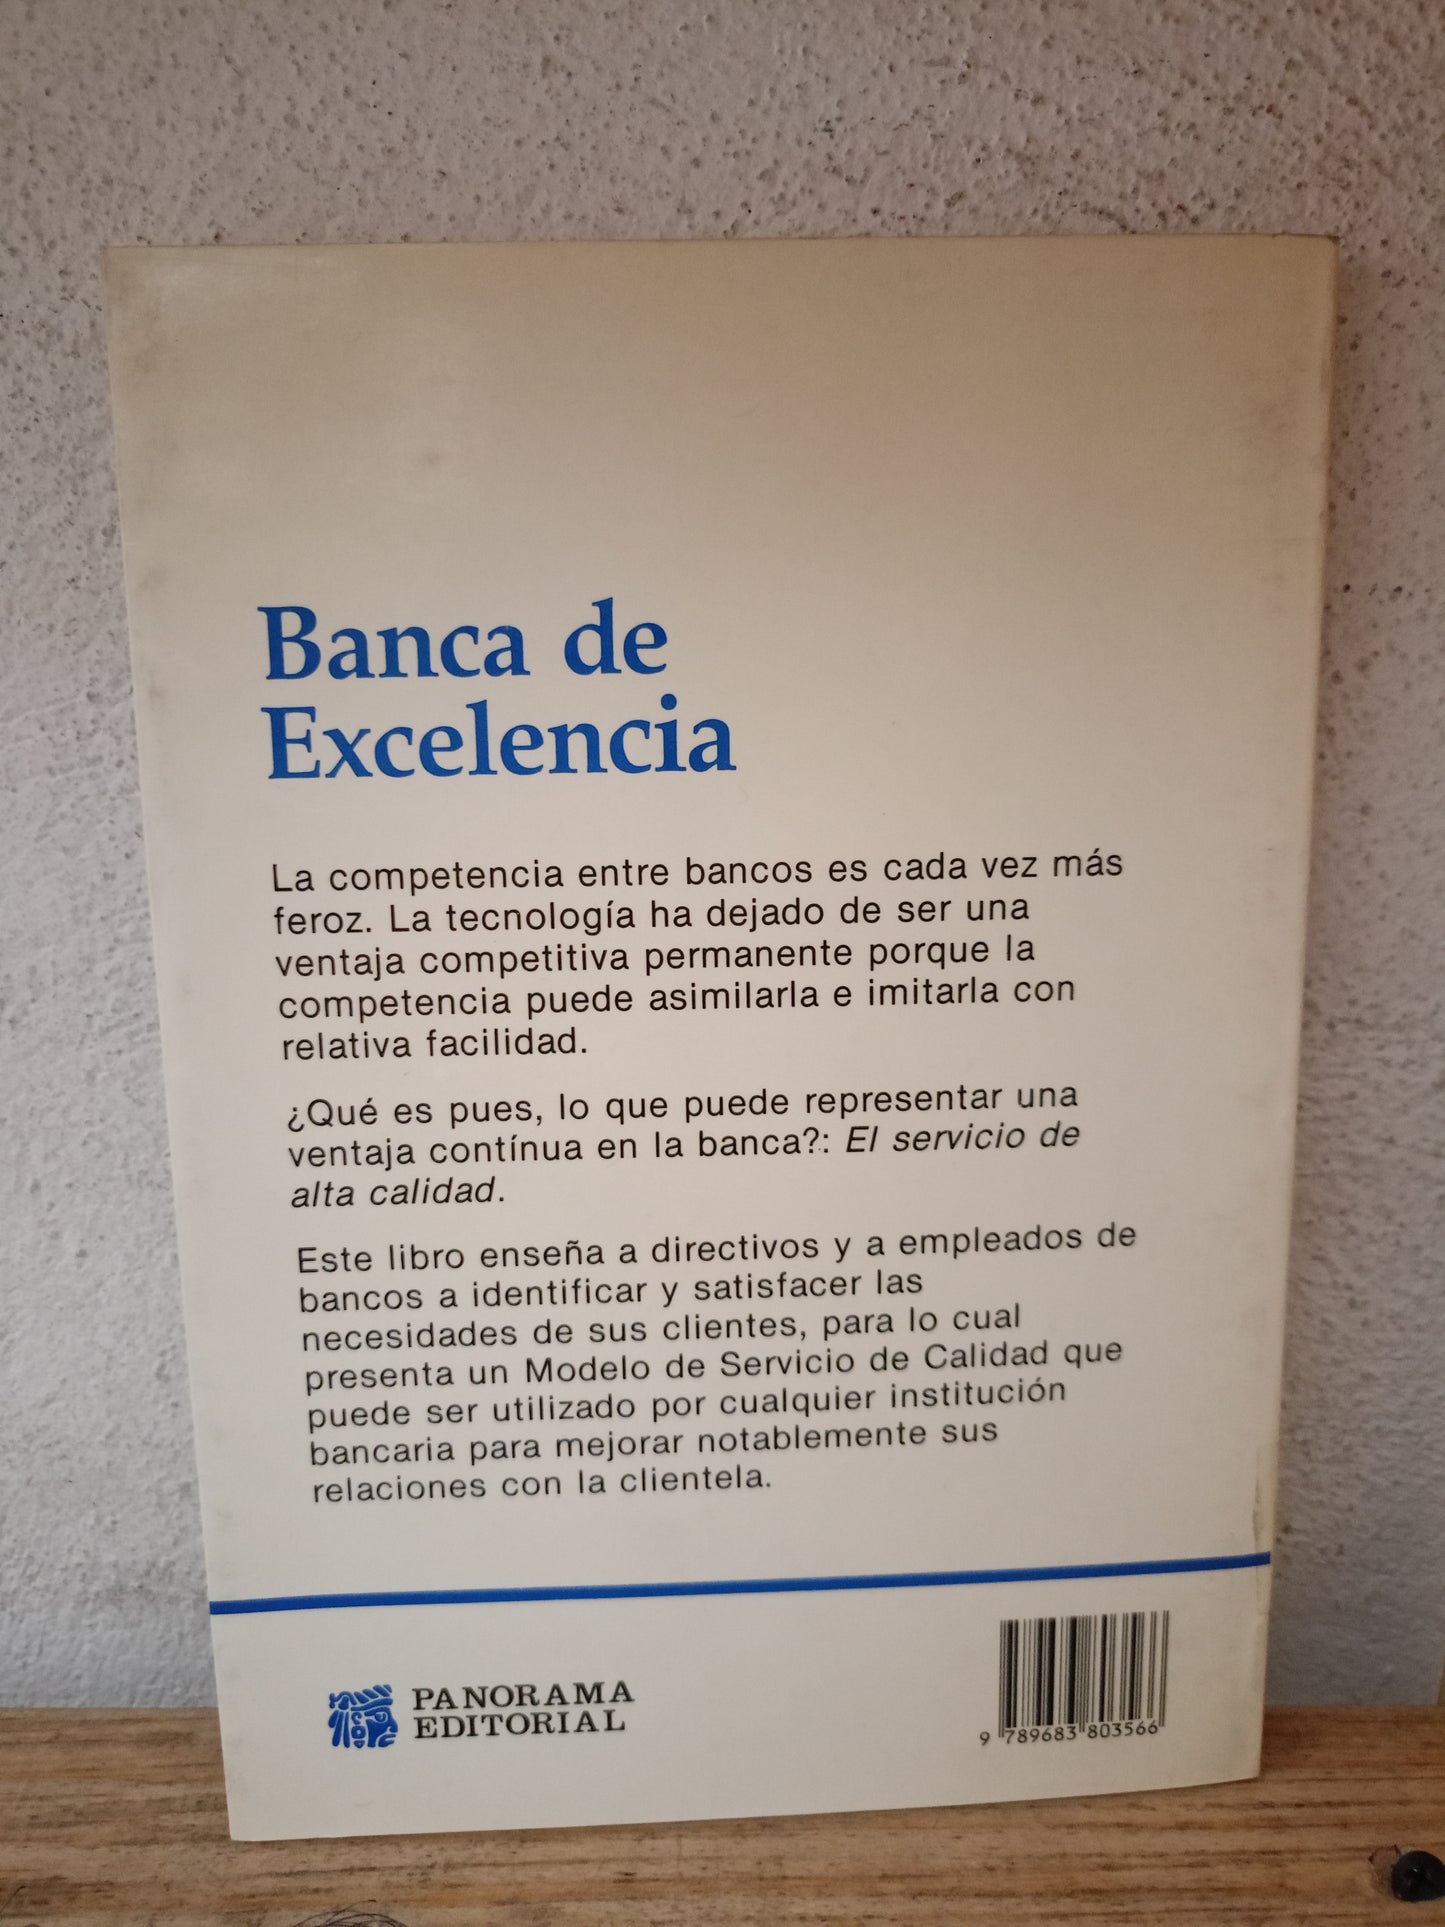 Banca de
Excelencia
La competencia entre bancos es cada vez más
feroz. La tecnología ha dejado de ser una
ventaja competitiva permanente porque la
competencia puede asimilarla e imitarla con
relativa facilidad.
¿Qué es pues, lo que puede representar una
ventaja contínua en la banca?: El servicio de
alta calidad.
Este libro enseña a directivos y a empleados de
bancos a identificar y satisfacer las
necesidades de sus clientes, para lo cual
presenta un Modelo de Servicio de Calidad que
puede ser utilizado por cualquier institución
bancaria para mejorar notablemente sus
relaciones con la clientela.
PANORAMA
EDITORIAL
9 789683 803566